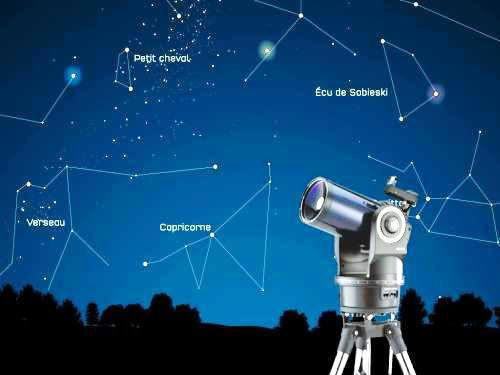 Petit cheval
Écu de Sobieski
Verseau
Capricorne